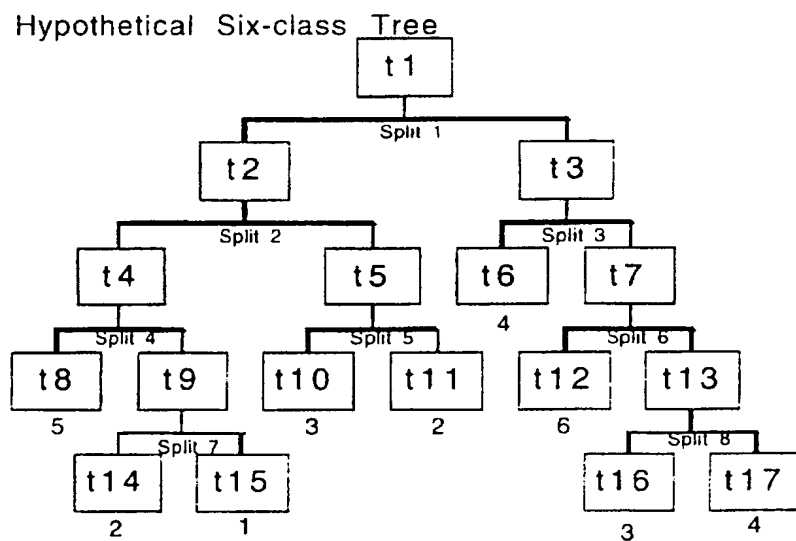 Hypothetical Six-class Tree
t1
Split 1
t2 t3
Split 2 Split 3
t4 t5 t6 t7
4
Split 4 Split 5 Split 6
t8 t9 t10 t11 t12 t13
5 3 2 6
Split 7 Split 8
t14 t15 t16 t17
2 1 3 4